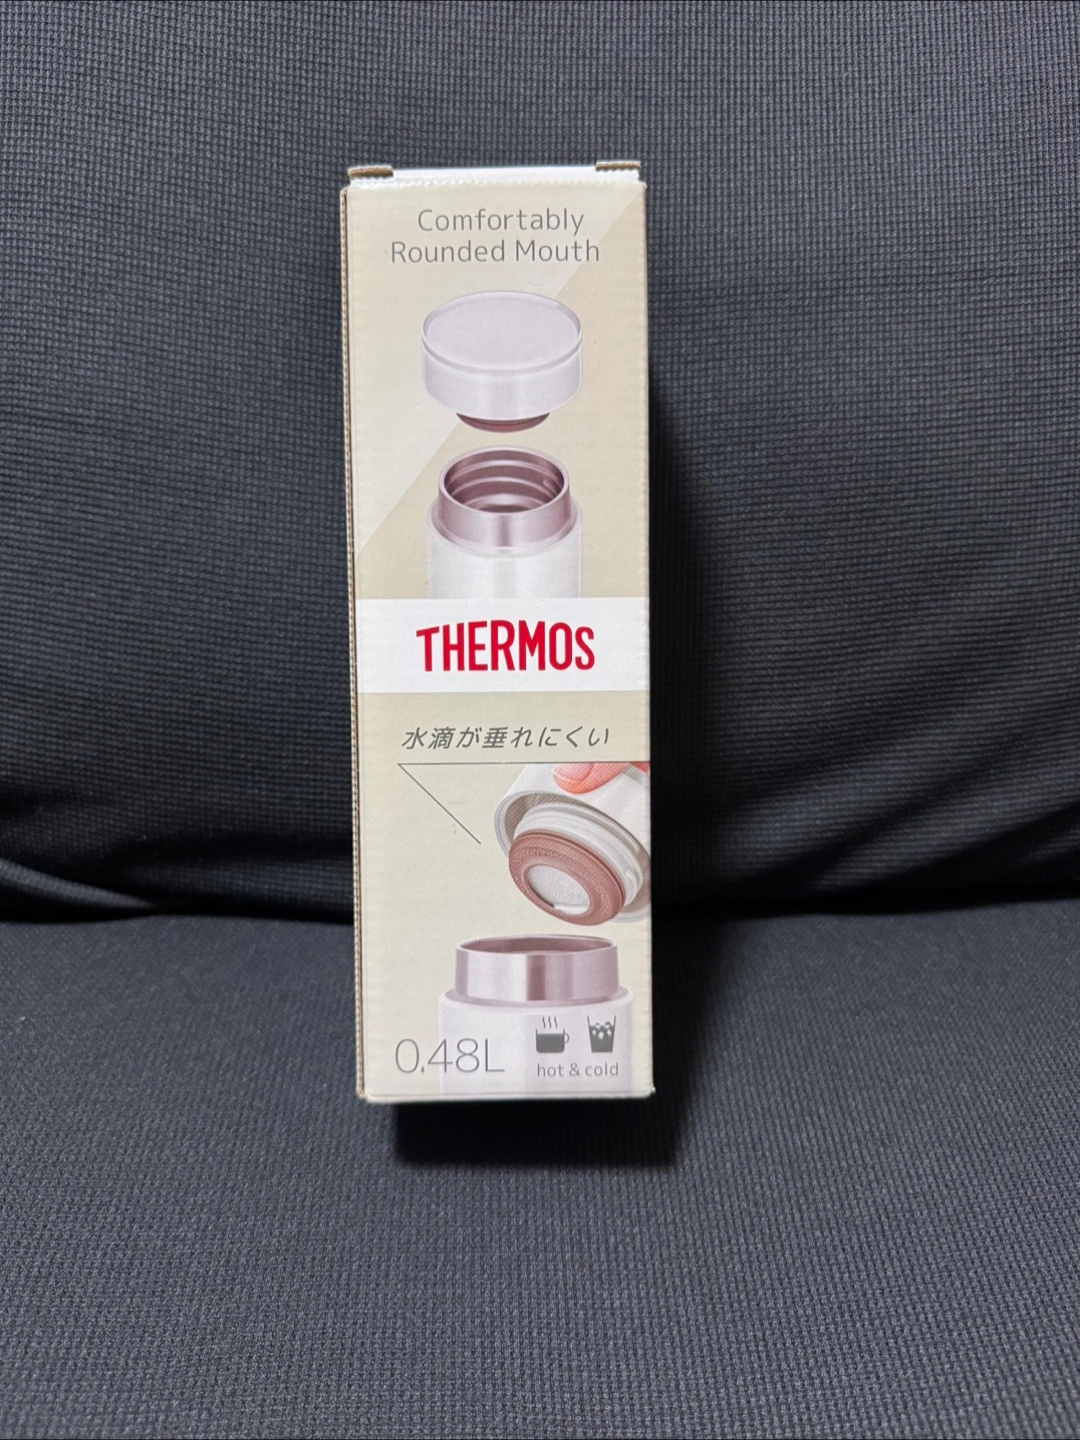 Comfortably
Rounded Mouth
THERMOS
水滴が垂れにくい
0.48L
hot & cold